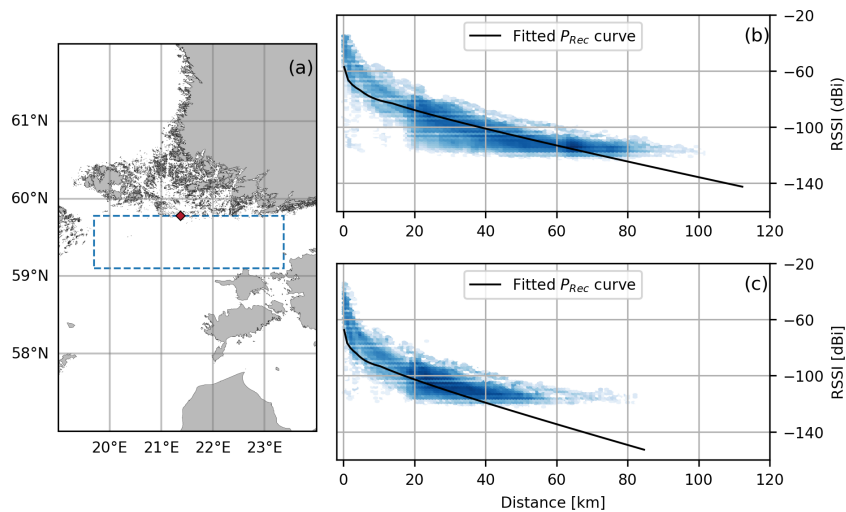 (a)
61°N
60°N
59°N
58°N
20°E 21°E 22°E 23°E
Fitted P_Rec curve
(b)
−20
−60
−100
−140
RSSI (dBi)
0 20 40 60 80 100 120
Fitted P_Rec curve
(c)
−20
−60
−100
−140
RSSI [dBm]
0 20 40 60 80 100 120
Distance [km]